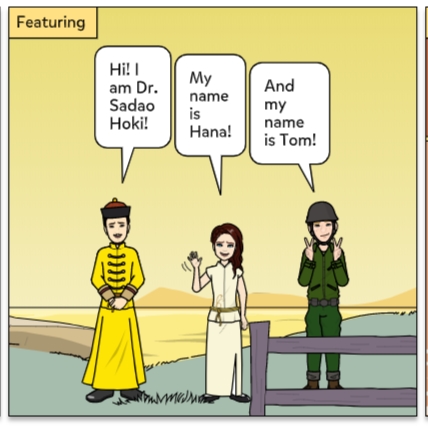 Featuring
Hi! I
am Dr.
Sadao
Hoki!
My
name
is
Hana!
And
my
name
is Tom!